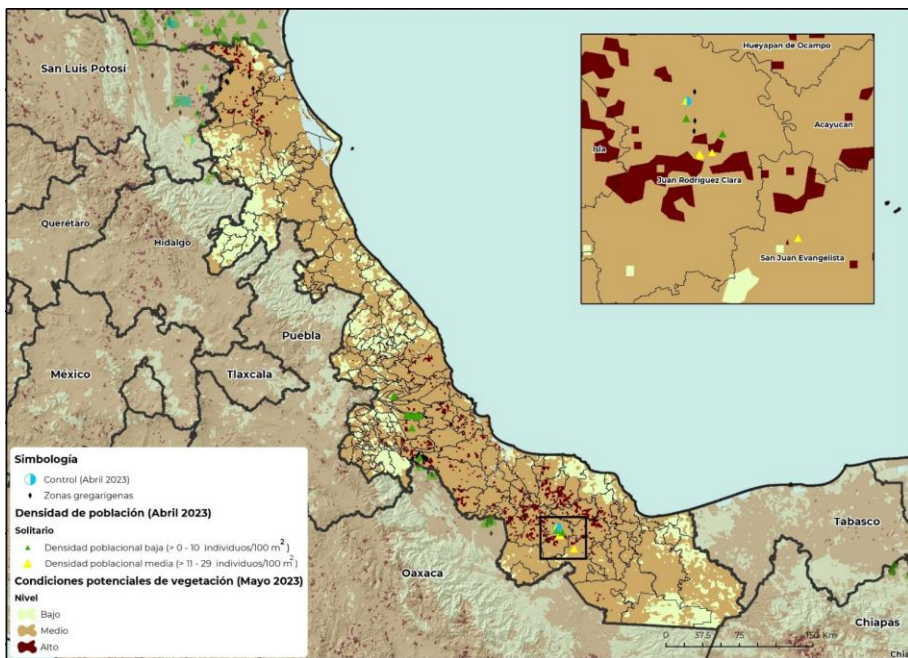 San Luis Potosí
Querétaro
Hidalgo
Puebla
México
Tlaxcala
Oaxaca
Tabasco
Chiapas
Hueyapan de Ocampo
Acayucan
Isla
Juan Rodríguez Clara
San Juan Evangelista
Simbología
Control (Abril 2023)
Zonas gregarigenas
Densidad de población (Abril 2023)
Solitario
Densidad poblacional baja (> 0 - 10 individuos/100 m²)
Densidad poblacional media (> 11 - 29 individuos/100 m²)
Condiciones potenciales de vegetación (Mayo 2023)
Nivel
Bajo
Medio
Alto
0 37.5 75 150 Km